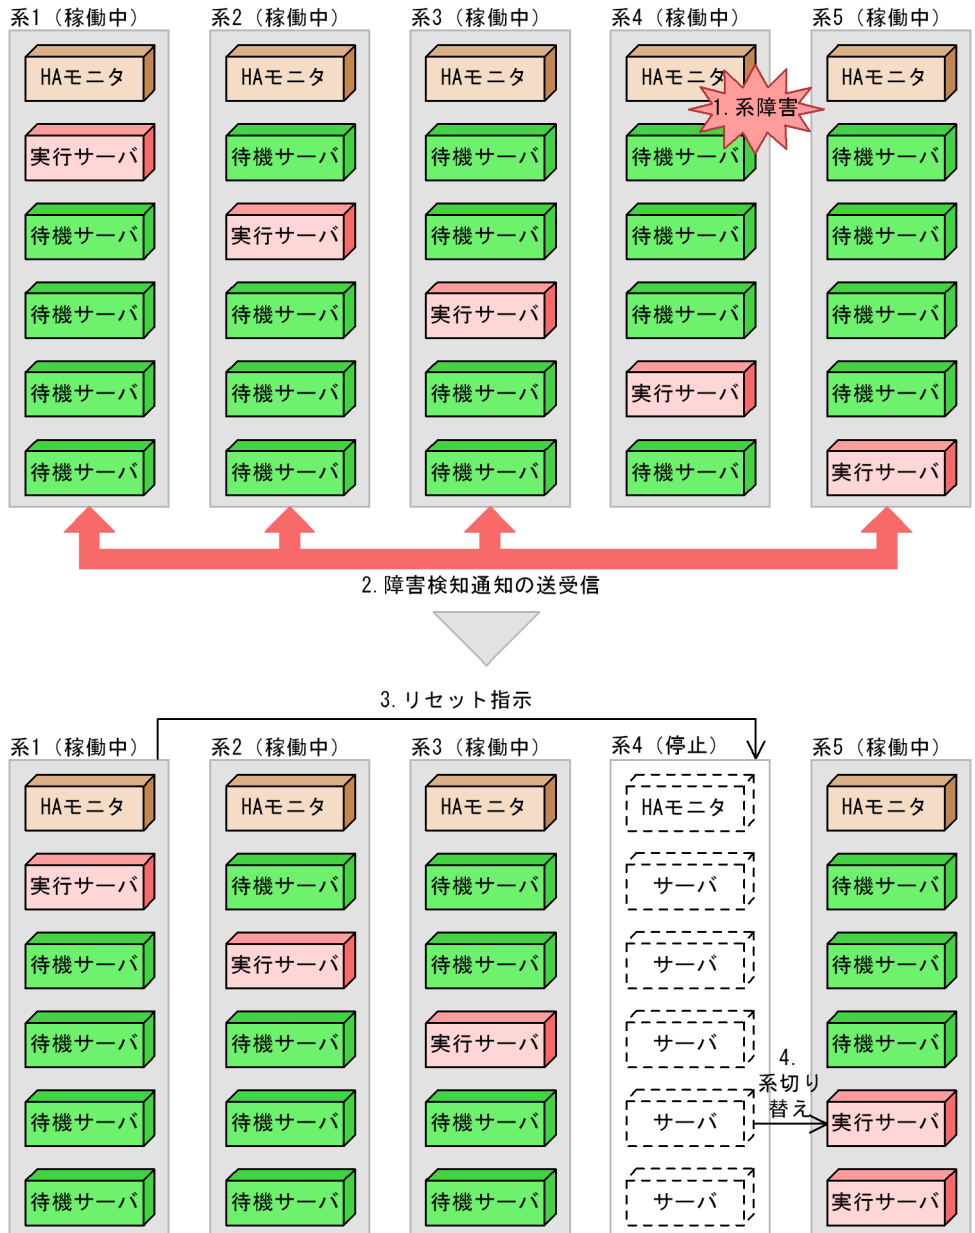 系1（稼働中） 系2（稼働中） 系3（稼働中） 系4（稼働中） 系5（稼働中）
HAモニタ HAモニタ HAモニタ HAモニタ HAモニタ
1. 系障害
実行サーバ 待機サーバ 待機サーバ 待機サーバ 待機サーバ
待機サーバ 実行サーバ 待機サーバ 待機サーバ 待機サーバ
待機サーバ 待機サーバ 実行サーバ 待機サーバ 待機サーバ
待機サーバ 待機サーバ 待機サーバ 実行サーバ 待機サーバ
待機サーバ 待機サーバ 待機サーバ 待機サーバ 実行サーバ
2. 障害検知通知の送受信
3. リセット指示
系1（稼働中） 系2（稼働中） 系3（稼働中） 系4（停止） 系5（稼働中）
HAモニタ HAモニタ HAモニタ HAモニタ HAモニタ
実行サーバ 待機サーバ 待機サーバ サーバ 待機サーバ
待機サーバ 実行サーバ 待機サーバ サーバ 待機サーバ
待機サーバ 待機サーバ 実行サーバ サーバ 待機サーバ
4.
系切り
替え
待機サーバ 待機サーバ 待機サーバ サーバ 実行サーバ
待機サーバ 待機サーバ 待機サーバ サーバ 実行サーバ